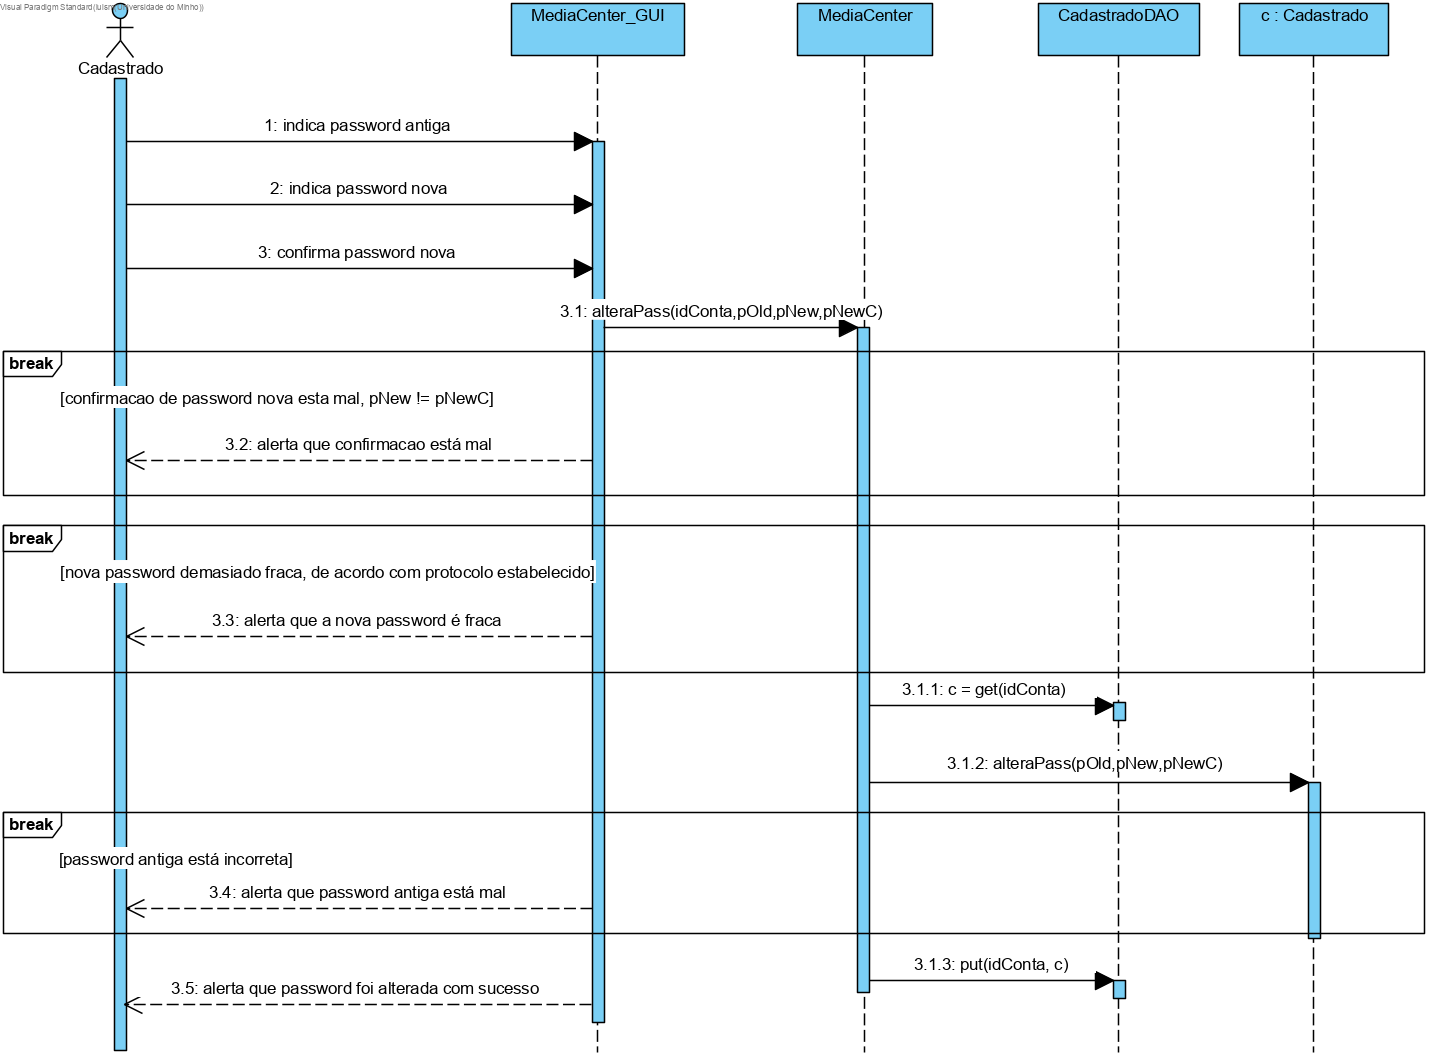 Visual Paradigm Standard(luism(Universidade do Minho))
MediaCenter_GUI
MediaCenter
CadastradoDAO
c : Cadastrado
Cadastrado
1: indica password antiga
2: indica password nova
3: confirma password nova
3.1: alteraPass(idConta,pOld,pNew,pNewC)
break
[confirmacao de password nova esta mal, pNew != pNewC]
3.2: alerta que confirmacao está mal
break
[nova password demasiado fraca, de acordo com protocolo estabelecido]
3.3: alerta que a nova password é fraca
3.1.1: c = get(idConta)
3.1.2: alteraPass(pOld,pNew,pNewC)
break
[password antiga está incorreta]
3.4: alerta que password antiga está mal
3.1.3: put(idConta, c)
3.5: alerta que password foi alterada com sucesso